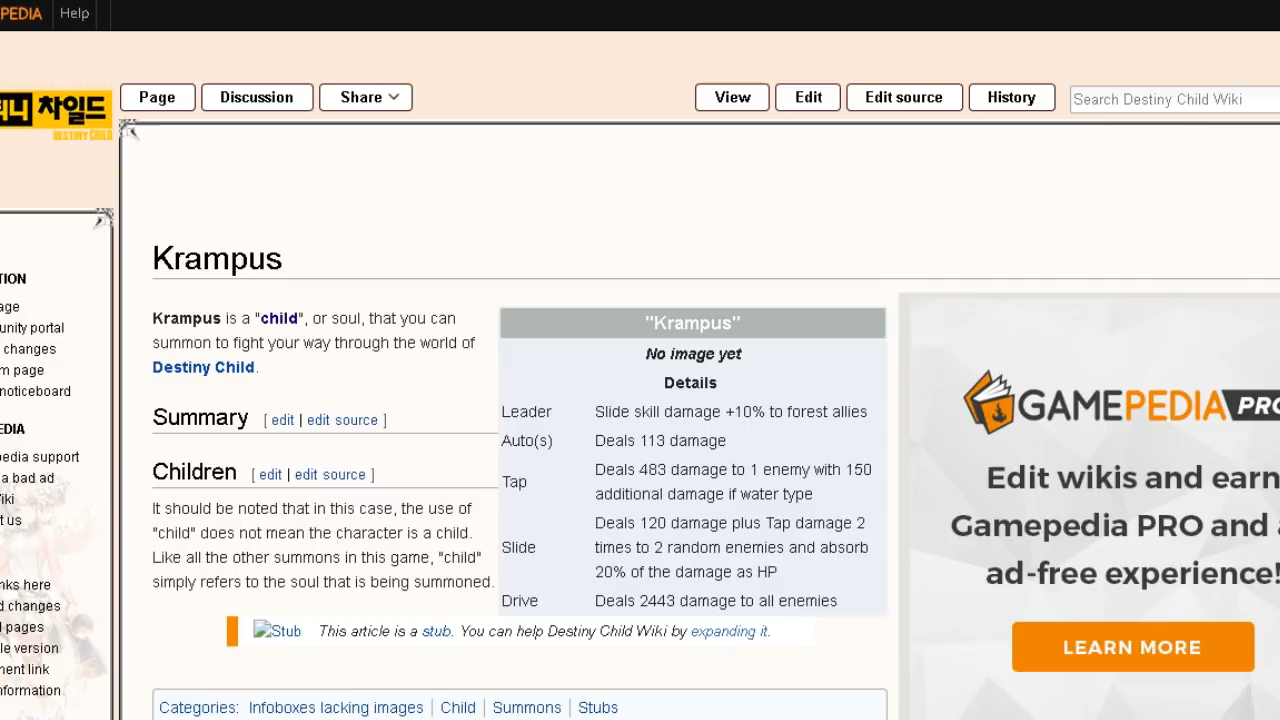 PEDIA Help
차일드
DESTINY CHILD
Page Discussion Share View Edit Edit source History Search Destiny Child Wiki
Krampus
Krampus is a "child", or soul, that you can
summon to fight your way through the world of
Destiny Child.
Summary [ edit | edit source ]
Children [ edit | edit source ]
It should be noted that in this case, the use of
"child" does not mean the character is a child.
Like all the other summons in this game, "child"
simply refers to the soul that is being summoned.
"Krampus"
No image yet
Details
Leader Slide skill damage +10% to forest allies
Auto(s) Deals 113 damage
Tap Deals 483 damage to 1 enemy with 150
additional damage if water type
Slide Deals 120 damage plus Tap damage 2
times to 2 random enemies and absorb
20% of the damage as HP
Drive Deals 2443 damage to all enemies
Stub This article is a stub. You can help Destiny Child Wiki by expanding it.
Categories: Infoboxes lacking images Child Summons Stubs
TION
age
unity portal
changes
m page
noticeboard
EDIA
edia support
a bad ad
iki
t us
nks here
d changes
l pages
le version
nent link
nformation
GAMEPEDIA PRO
Edit wikis and earn
Gamepedia PRO and a
ad-free experience!
LEARN MORE